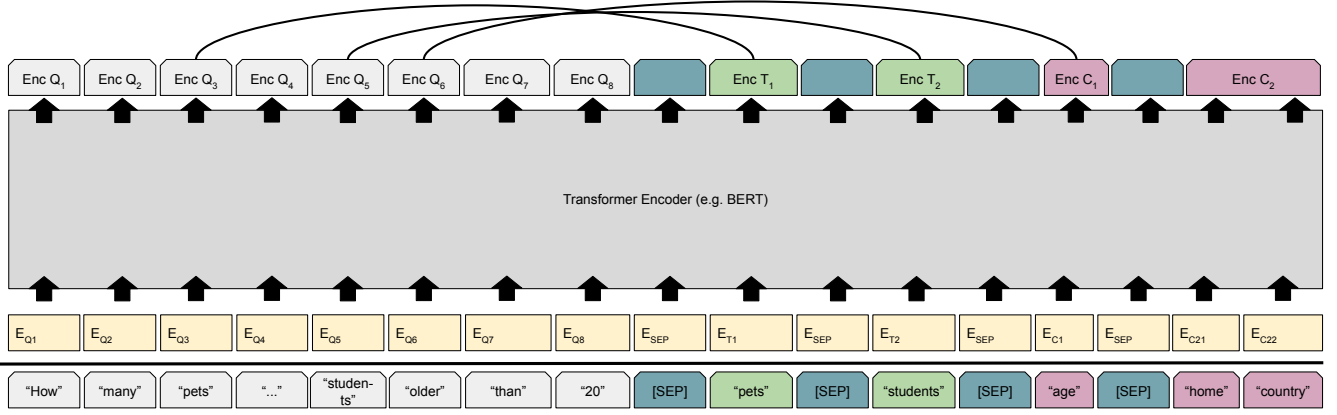 Enc Q1 Enc Q2 Enc Q3 Enc Q4 Enc Q5 Enc Q6 Enc Q7 Enc Q8 Enc T1 Enc T2 Enc C1 Enc C2
Transformer Encoder (e.g. BERT)
EQ1 EQ2 EQ3 EQ4 EQ5 EQ6 EQ7 EQ8 ESEP ET1 ESEP ET2 ESEP EC1 ESEP EC21 EC22
“How” “many” “pets” “...” “studen-ts” “older” “than” “20” [SEP] “pets” [SEP] “students” [SEP] “age” [SEP] “home” “country”